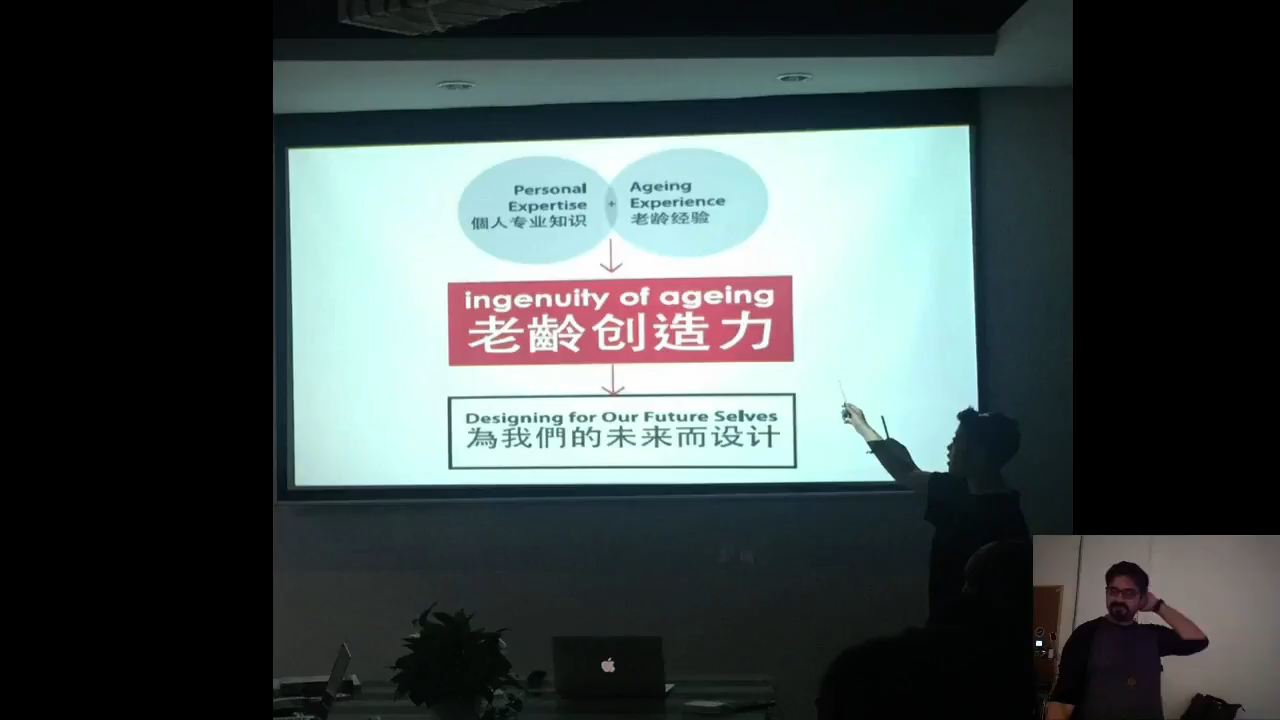 Personal
Expertise
個人专业知识
+
Ageing
Experience
老龄经验
ingenuity of ageing
老齡创造力
Designing for Our Future Selves
為我們的未来而设计